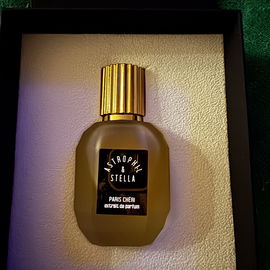 ASTROPHIL
&
STELLA
PARIS CHÉRI
extrait de parfum